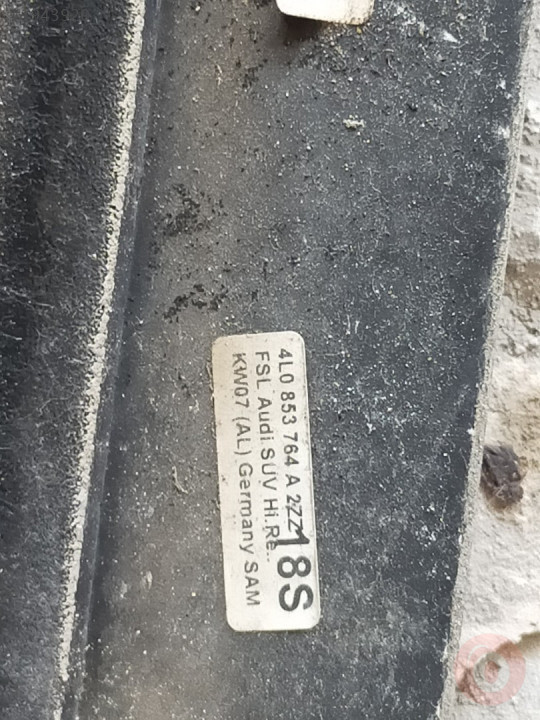 4L0 853 764 A 2ZZ
18S
FSL Audi SUV Hi.Re..
KW07 (AL) Germany SAM